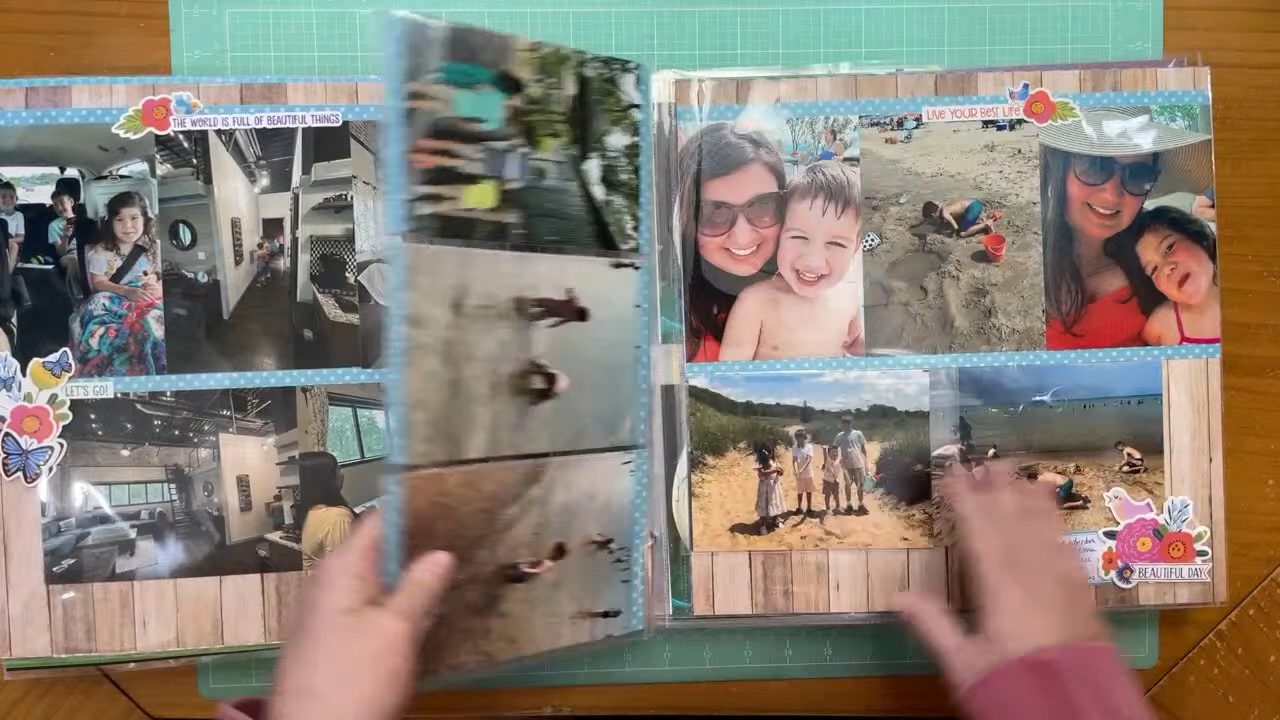 THE WORLD IS FULL OF BEAUTIFUL THINGS
LIVE YOUR BEST LIFE
LET'S GO!
BEAUTIFUL DAY